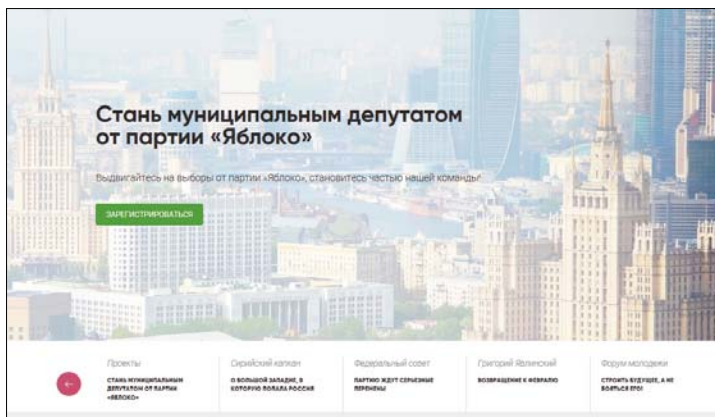 Стань муниципальным депутатом
от партии «Яблоко»
Выдвигайтесь на выборы от партии «Яблоко», становитесь частью нашей команды!
ЗАРЕГИСТРИРОВАТЬСЯ
Проекты
СТАНЬ МУНИЦИПАЛЬНЫМ
ДЕПУТАТОМ ОТ ПАРТИИ
«ЯБЛОКО»
Сирийский капкан
О БОЛЬШОЙ ЗАПАДНЕ, В
КОТОРУЮ ПОПАЛА РОССИЯ
Федеральный совет
ПАРТИЮ ЖДУТ СЕРЬЕЗНЫЕ
ПЕРЕМЕНЫ
Григорий Явлинский
ВОЗВРАЩЕНИЕ К ФЕВРАЛЮ
Форум молодежи
СТРОИТЬ БУДУЩЕЕ, А НЕ
БОЯТЬСЯ ЕГО!